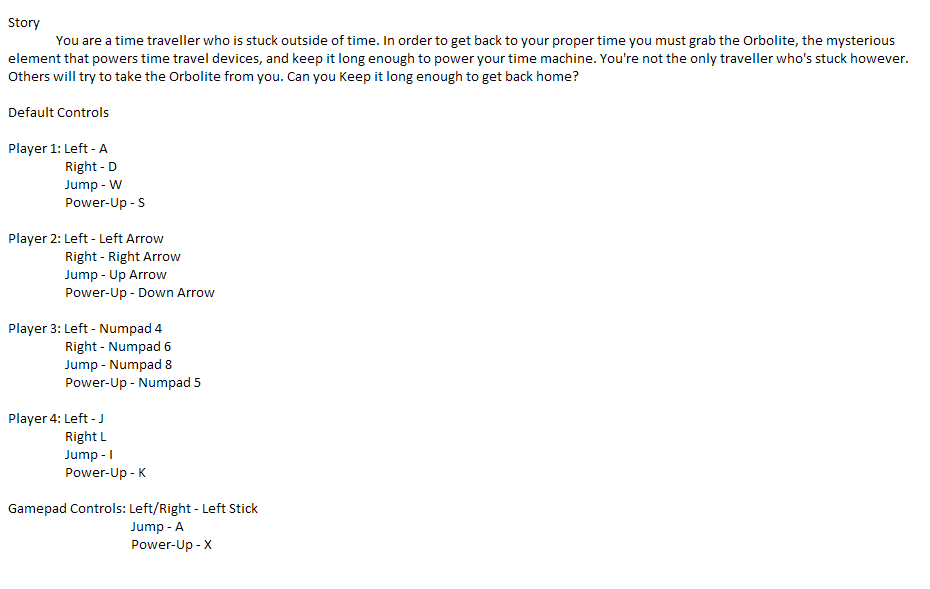 Story
You are a time traveller who is stuck outside of time. In order to get back to your proper time you must grab the Orbolite, the mysterious
element that powers time travel devices, and keep it long enough to power your time machine. You're not the only traveller who's stuck however.
Others will try to take the Orbolite from you. Can you Keep it long enough to get back home?
Default Controls
Player 1: Left - A
Right - D
Jump - W
Power-Up - S
Player 2: Left - Left Arrow
Right - Right Arrow
Jump - Up Arrow
Power-Up - Down Arrow
Player 3: Left - Numpad 4
Right - Numpad 6
Jump - Numpad 8
Power-Up - Numpad 5
Player 4: Left - J
Right L
Jump - I
Power-Up - K
Gamepad Controls: Left/Right - Left Stick
Jump - A
Power-Up - X